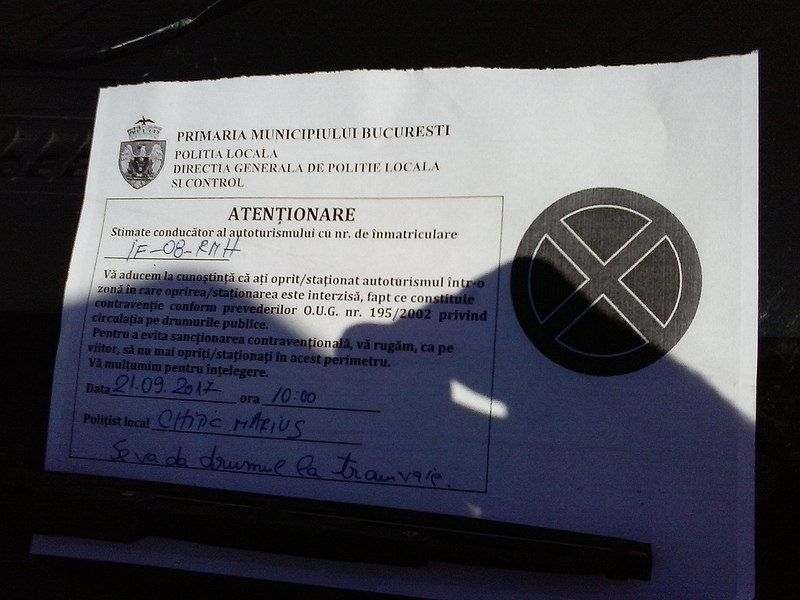 PRIMARIA MUNICIPIULUI BUCURESTI
POLITIA LOCALA
DIRECTIA GENERALA DE POLITIE LOCALA
SI CONTROL
ATENȚIONARE
Stimate conducător al autoturismului cu nr. de înmatriculare
IF-08-RMH
Vă aducem la cunoștință că ați oprit/staționat autoturismul într-o
zonă în care oprirea/staționarea este interzisă, fapt ce constituie
contravenție conform prevederilor O.U.G. nr. 195/2002 privind
circulația pe drumurile publice.
Pentru a evita sancționarea contravențională, vă rugăm, ca pe
viitor, să nu mai opriți/staționați în acest perimetru.
Vă mulțumim pentru înțelegere.
Data 21.09.2017 ora 10:00
Polițist local MARIUS
Se va da drumul la tramvaie.